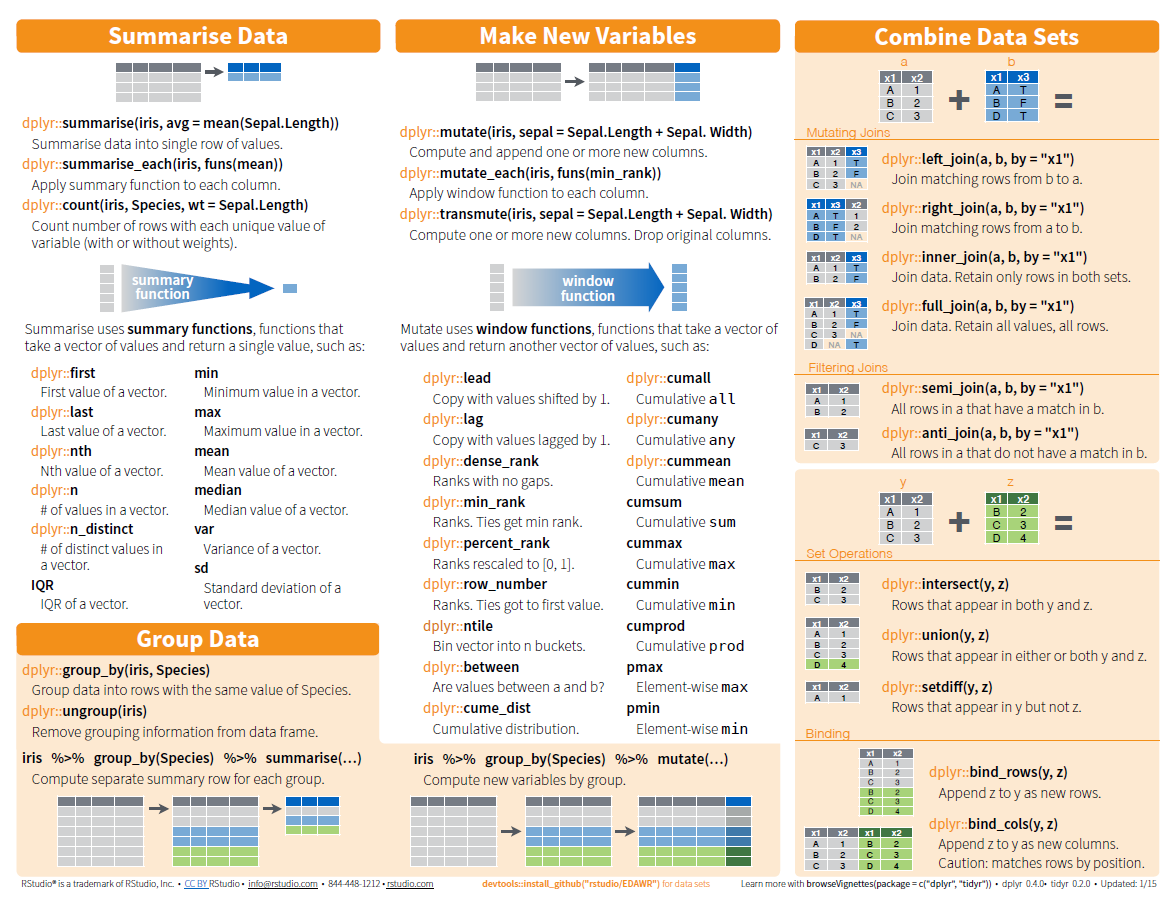 Summarise Data
dplyr::summarise(iris, avg = mean(Sepal.Length))
Summarise data into single row of values.
dplyr::summarise_each(iris, funs(mean))
Apply summary function to each column.
dplyr::count(iris, Species, wt = Sepal.Length)
Count number of rows with each unique value of
variable (with or without weights).
summary
function
Summarise uses summary functions, functions that
take a vector of values and return a single value, such as:
dplyr::first
First value of a vector.
dplyr::last
Last value of a vector.
dplyr::nth
Nth value of a vector.
dplyr::n
# of values in a vector.
dplyr::n_distinct
# of distinct values in
a vector.
IQR
IQR of a vector.
min
Minimum value in a vector.
max
Maximum value in a vector.
mean
Mean value of a vector.
median
Median value of a vector.
var
Variance of a vector.
sd
Standard deviation of a
vector.
Group Data
dplyr::group_by(iris, Species)
Group data into rows with the same value of Species.
dplyr::ungroup(iris)
Remove grouping information from data frame.
iris %>% group_by(Species) %>% summarise(…)
Compute separate summary row for each group.
Make New Variables
dplyr::mutate(iris, sepal = Sepal.Length + Sepal. Width)
Compute and append one or more new columns.
dplyr::mutate_each(iris, funs(min_rank))
Apply window function to each column.
dplyr::transmute(iris, sepal = Sepal.Length + Sepal. Width)
Compute one or more new columns. Drop original columns.
window
function
Mutate uses window functions, functions that take a vector of
values and return another vector of values, such as:
dplyr::lead
Copy with values shifted by 1.
dplyr::lag
Copy with values lagged by 1.
dplyr::dense_rank
Ranks with no gaps.
dplyr::min_rank
Ranks. Ties get min rank.
dplyr::percent_rank
Ranks rescaled to [0, 1].
dplyr::row_number
Ranks. Ties got to first value.
dplyr::ntile
Bin vector into n buckets.
dplyr::between
Are values between a and b?
dplyr::cume_dist
Cumulative distribution.
dplyr::cumall
Cumulative all
dplyr::cumany
Cumulative any
dplyr::cummean
Cumulative mean
cumsum
Cumulative sum
cummax
Cumulative max
cummin
Cumulative min
cumprod
Cumulative prod
pmax
Element-wise max
pmin
Element-wise min
iris %>% group_by(Species) %>% mutate(…)
Compute new variables by group.
Combine Data Sets
a
x1 x2
A 1
B 2
C 3
+
b
x1 x3
A T
B F
D T
=
Mutating Joins
x1 x2 x3
A 1 T
B 2 F
C 3 NA
dplyr::left_join(a, b, by = "x1")
Join matching rows from b to a.
x1 x3 x2
A T 1
B F 2
D T NA
dplyr::right_join(a, b, by = "x1")
Join matching rows from a to b.
x1 x2 x3
A 1 T
B 2 F
dplyr::inner_join(a, b, by = "x1")
Join data. Retain only rows in both sets.
x1 x2 x3
A 1 T
B 2 F
C 3 NA
D NA T
dplyr::full_join(a, b, by = "x1")
Join data. Retain all values, all rows.
Filtering Joins
x1 x2
A 1
B 2
dplyr::semi_join(a, b, by = "x1")
All rows in a that have a match in b.
x1 x2
C 3
dplyr::anti_join(a, b, by = "x1")
All rows in a that do not have a match in b.
y
x1 x2
A 1
B 2
C 3
+
z
x1 x2
B 2
C 3
D 4
=
Set Operations
x1 x2
B 2
C 3
dplyr::intersect(y, z)
Rows that appear in both y and z.
x1 x2
A 1
B 2
C 3
D 4
dplyr::union(y, z)
Rows that appear in either or both y and z.
x1 x2
A 1
dplyr::setdiff(y, z)
Rows that appear in y but not z.
Binding
x1 x2
A 1
B 2
C 3
B 2
C 3
D 4
dplyr::bind_rows(y, z)
Append z to y as new rows.
x1 x2 x1 x2
A 1 B 2
B 2 C 3
C 3 D 4
dplyr::bind_cols(y, z)
Append z to y as new columns.
Caution: matches rows by position.
RStudio® is a trademark of RStudio, Inc. • CC BY RStudio • info@rstudio.com • 844-448-1212 • rstudio.com
devtools::install_github("rstudio/EDAWR") for data sets
Learn more with browseVignettes(package = c("dplyr", "tidyr")) • dplyr 0.4.0• tidyr 0.2.0 • Updated: 1/15